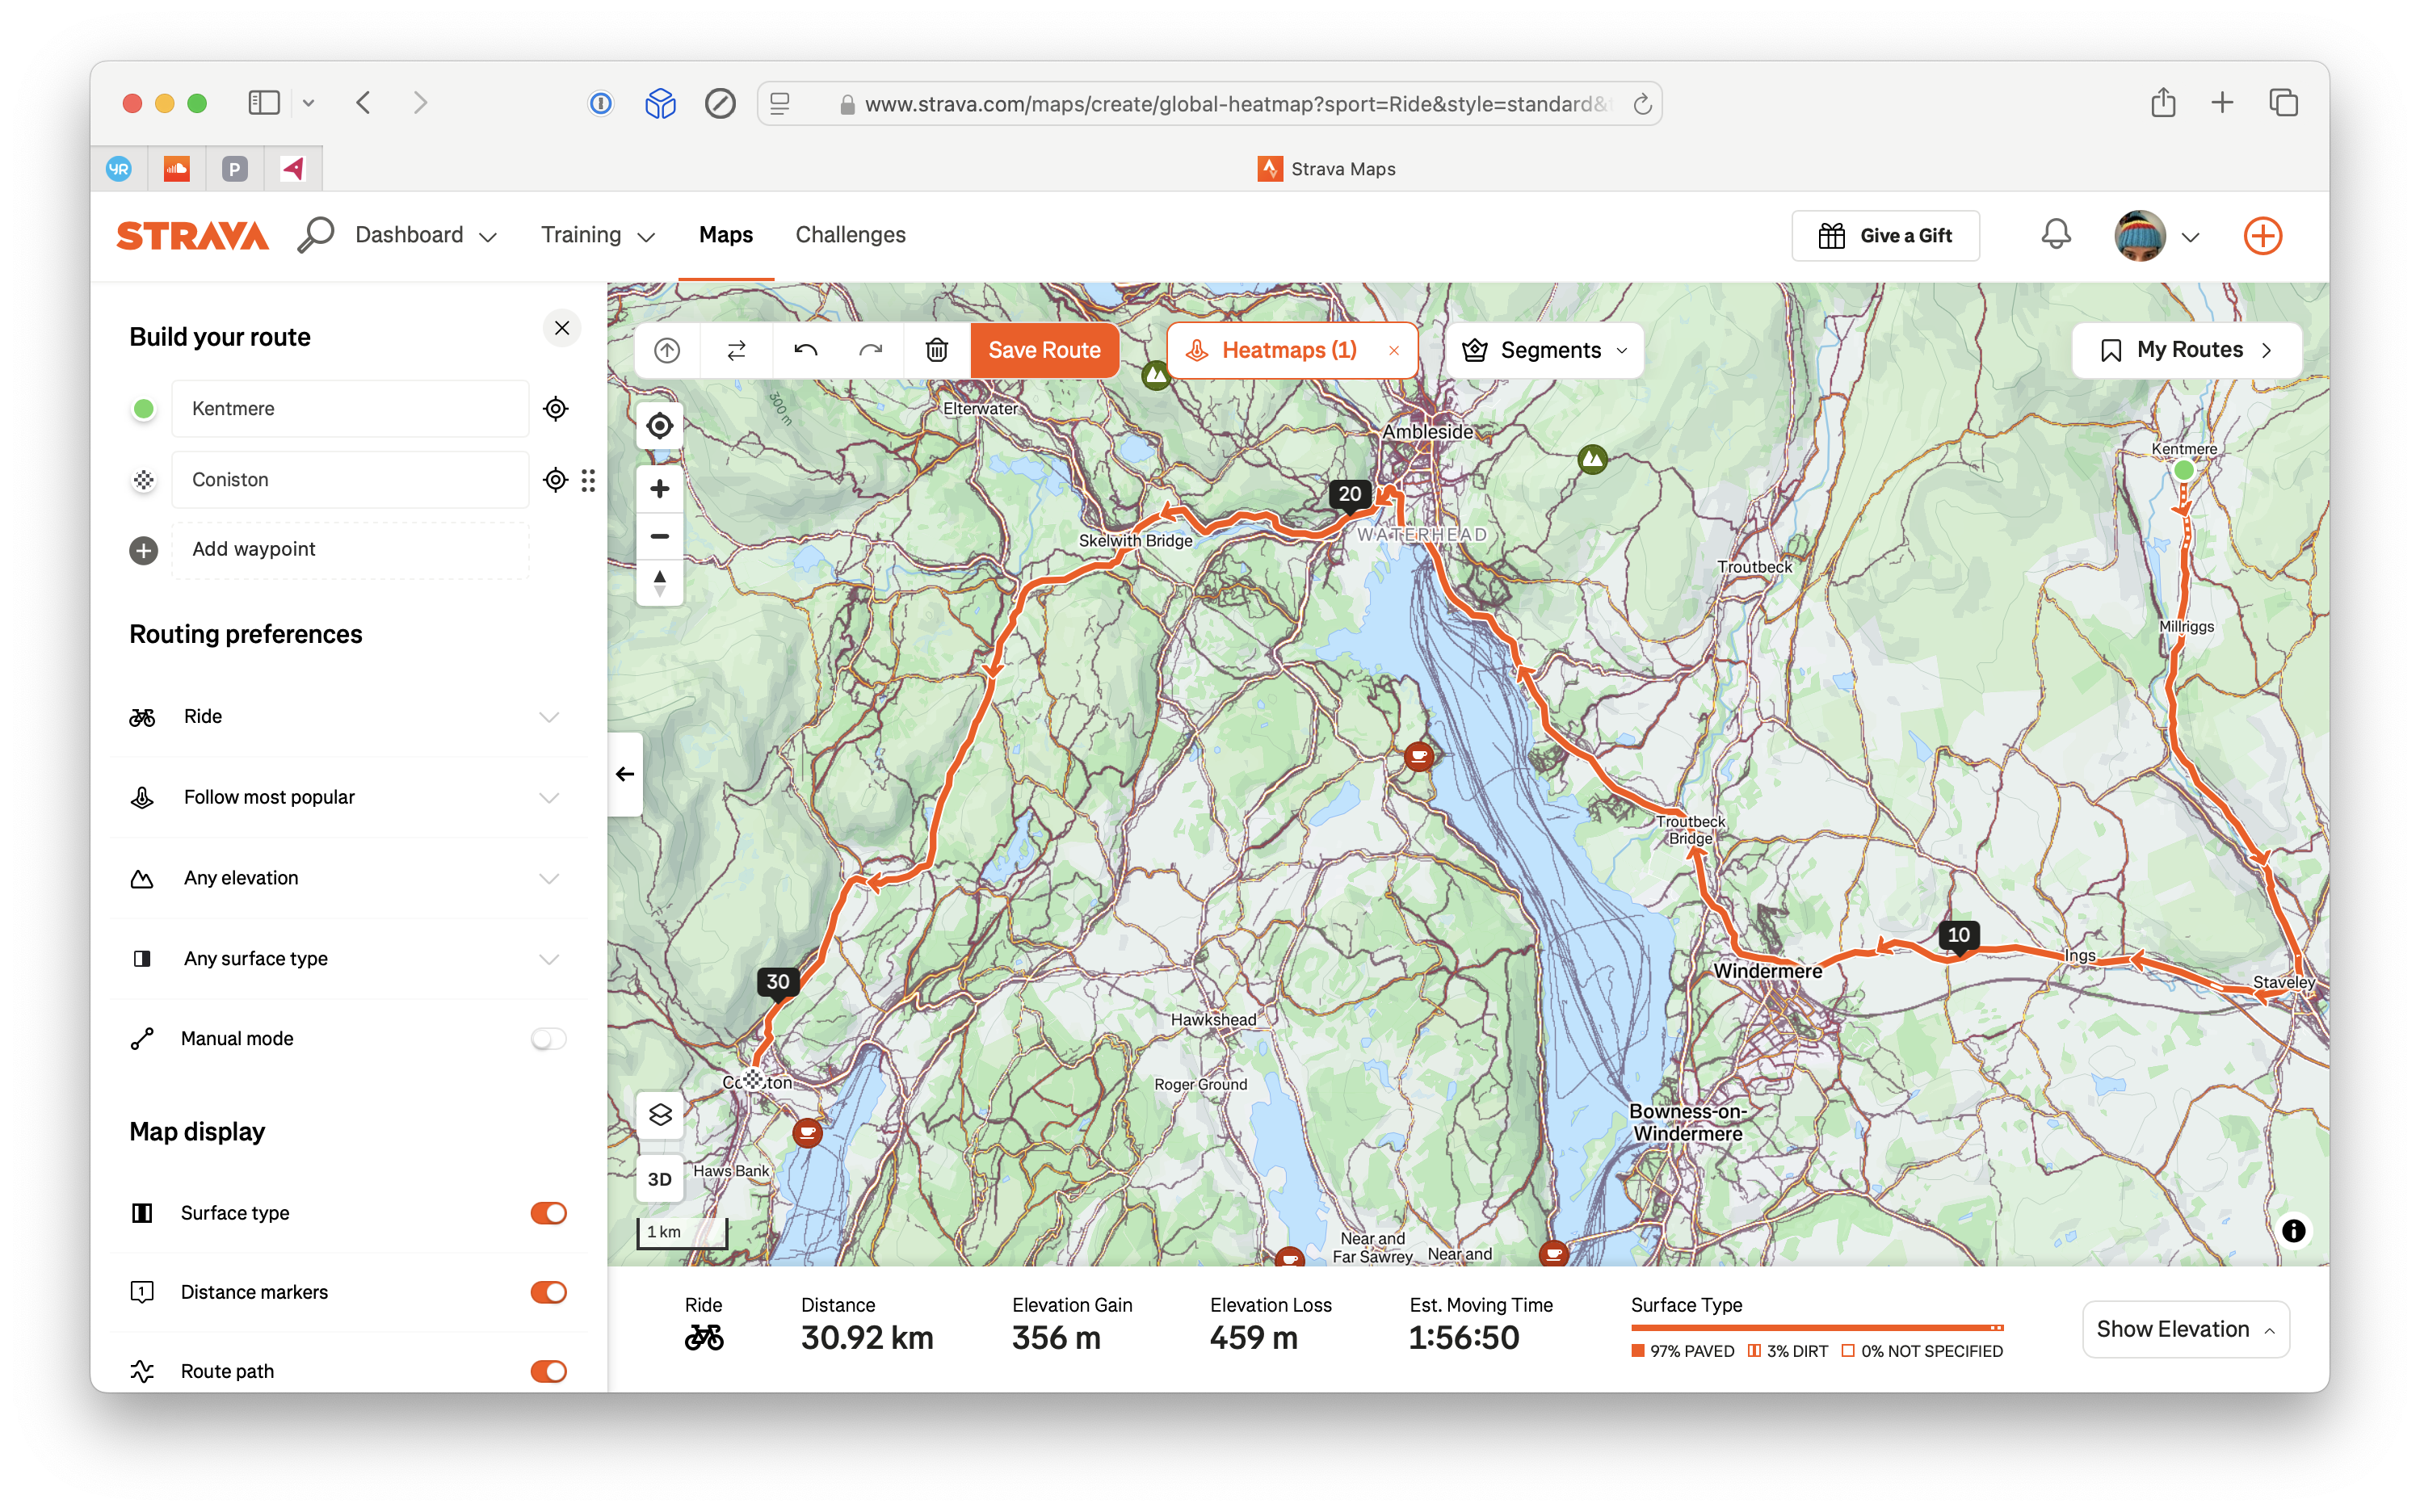 www.strava.com/maps/create/global-heatmap?sport=Ride&style=standard&
YR
P
Strava Maps
STRAVA
Dashboard
Training
Maps
Challenges
Give a Gift
Build your route
Kentmere
Coniston
Add waypoint
Routing preferences
Ride
Follow most popular
Any elevation
Any surface type
Manual mode
Map display
Surface type
1
Distance markers
Route path
Save Route
Heatmaps (1)
Segments
My Routes
300 m
Elterwater
Ambleside
Kentmere
20
WATERHEAD
Skelwith Bridge
Troutbeck
Millriggs
Troutbeck
Bridge
10
Ings
Windermere
Staveley
30
Hawkshead
Roger Ground
Bowness-on-
Windermere
Haws Bank
Near and
Far Sawrey
Near and
3D
1 km
Ride
Distance
30.92 km
Elevation Gain
356 m
Elevation Loss
459 m
Est. Moving Time
1:56:50
Surface Type
97% PAVED
3% DIRT
0% NOT SPECIFIED
Show Elevation